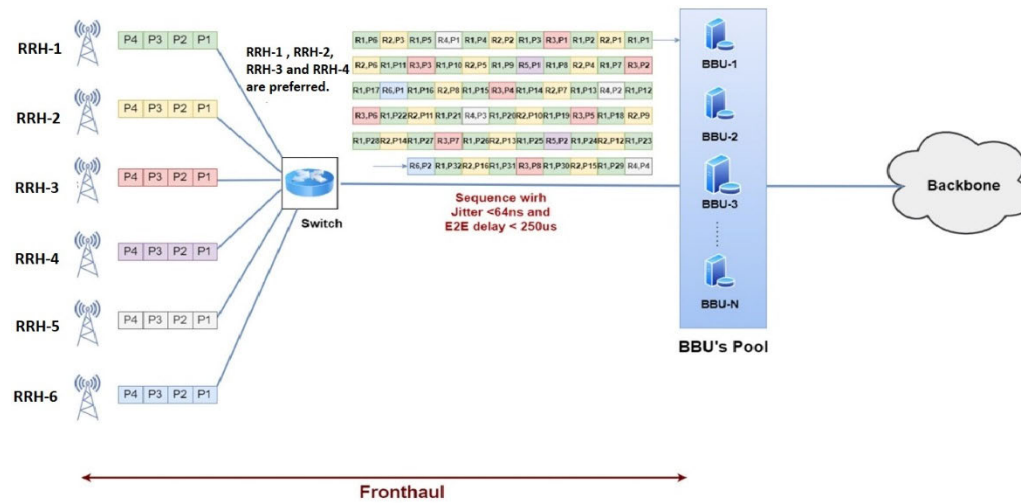 RRH-1
P4 P3 P2 P1
RRH-2
P4 P3 P2 P1
RRH-3
P4 P3 P2 P1
RRH-4
P4 P3 P2 P1
RRH-5
P4 P3 P2 P1
RRH-6
P4 P3 P2 P1
RRH-1 , RRH-2,
RRH-3 and RRH-4
are preferred.
Switch
R1,P6 R2,P3 R1,P5 R4,P1 R1,P4 R2,P2 R1,P3 R3,P1 R1,P2 R2,P1 R1,P1
R2,P6 R1,P11 R3,P3 R1,P10 R2,P5 R1,P9 R5,P1 R1,P8 R2,P4 R1,P7 R3,P2
R1,P17 R6,P1 R1,P16 R2,P8 R1,P15 R3,P4 R1,P14 R2,P7 R1,P13 R4,P2 R1,P12
R3,P6 R1,P22 R2,P11 R1,P21 R4,P3 R1,P20 R2,P10 R1,P19 R3,P5 R1,P18 R2,P9
R1,P28 R2,P14 R1,P27 R3,P7 R1,P26 R2,P13 R1,P25 R5,P2 R1,P24 R2,P12 R1,P23
R6,P2 R1,P32 R2,P16 R1,P31 R3,P8 R1,P30 R2,P15 R1,P29 R4,P4
Sequence wirh
Jitter <64ns and
E2E delay < 250us
BBU-1
BBU-2
BBU-3
BBU-N
BBU's Pool
Backbone
Fronthaul